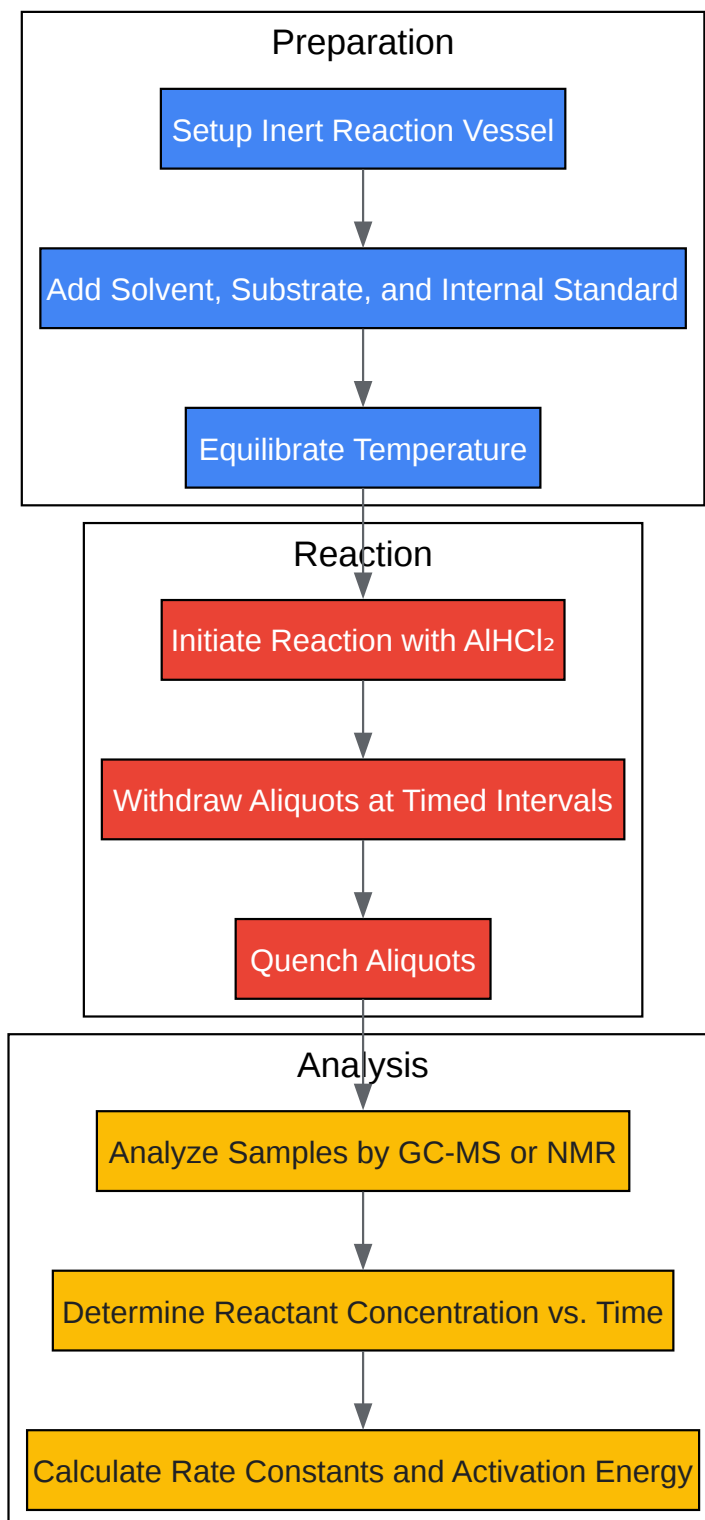 Preparation
Setup Inert Reaction Vessel
Add Solvent, Substrate, and Internal Standard
Equilibrate Temperature
Reaction
Initiate Reaction with AlHCl₂
Withdraw Aliquots at Timed Intervals
Quench Aliquots
Analysis
Analyze Samples by GC-MS or NMR
Determine Reactant Concentration vs. Time
Calculate Rate Constants and Activation Energy